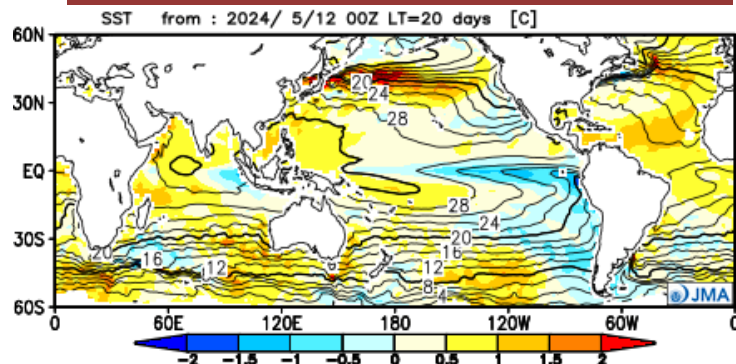 SST from : 2024/ 5/12 00Z LT=20 days [C]
60N
30N
EQ
30S
60S
20
24
28
28
24
20
16
12
8
4
20
16
12
JMA
0 60E 120E 180 120W 60W 0
-2 -1.5 -1 -0.5 0 0.5 1 1.5 2